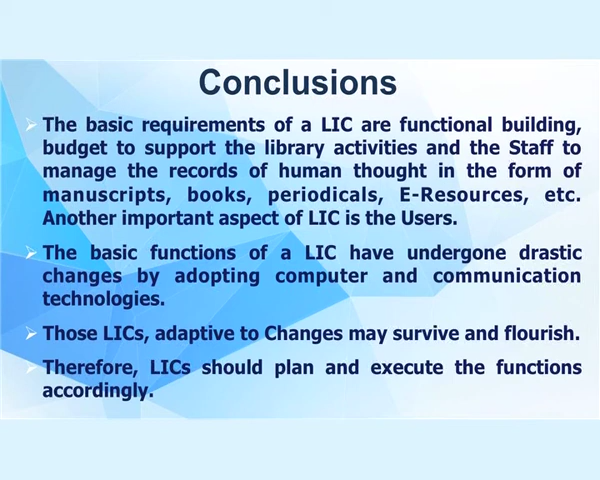 Conclusions
The basic requirements of a LIC are functional building,
budget to support the library activities and the Staff to
manage the records of human thought in the form of
manuscripts, books, periodicals, E-Resources, etc.
Another important aspect of LIC is the Users.
The basic functions of a LIC have undergone drastic
changes by adopting computer and communication
technologies.
Those LICs, adaptive to Changes may survive and flourish.
Therefore, LICs should plan and execute the functions
accordingly.